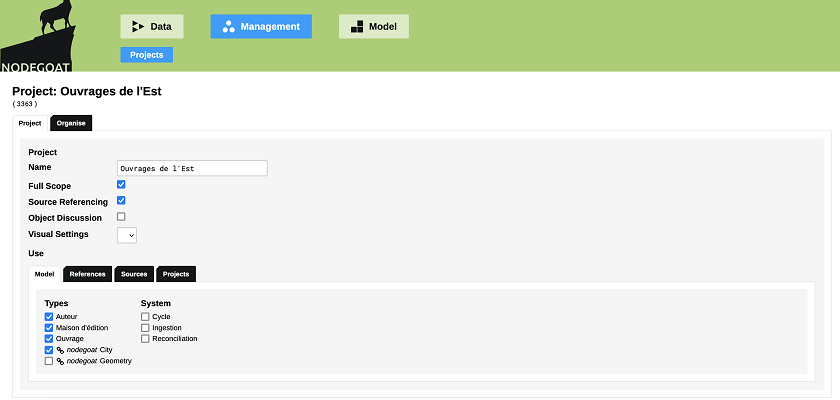 NODEGOAT
Data
Management
Model
Projects
Project: Ouvrages de l'Est
(3363)
Project
Organise
Project
Name
Ouvrages de l'Est
Full Scope
Source Referencing
Object Discussion
Visual Settings
Use
Model
References
Sources
Projects
Types
System
Auteur
Cycle
Maison d'édition
Ingestion
Ouvrage
Reconciliation
nodegoat City
nodegoat Geometry